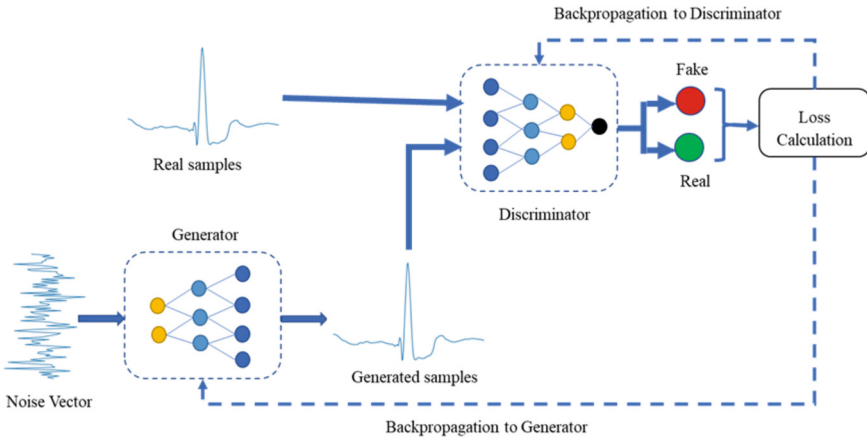 Backpropagation to Discriminator
Fake
Loss
Calculation
Real samples
Real
Discriminator
Generator
Generated samples
Noise Vector
Backpropagation to Generator